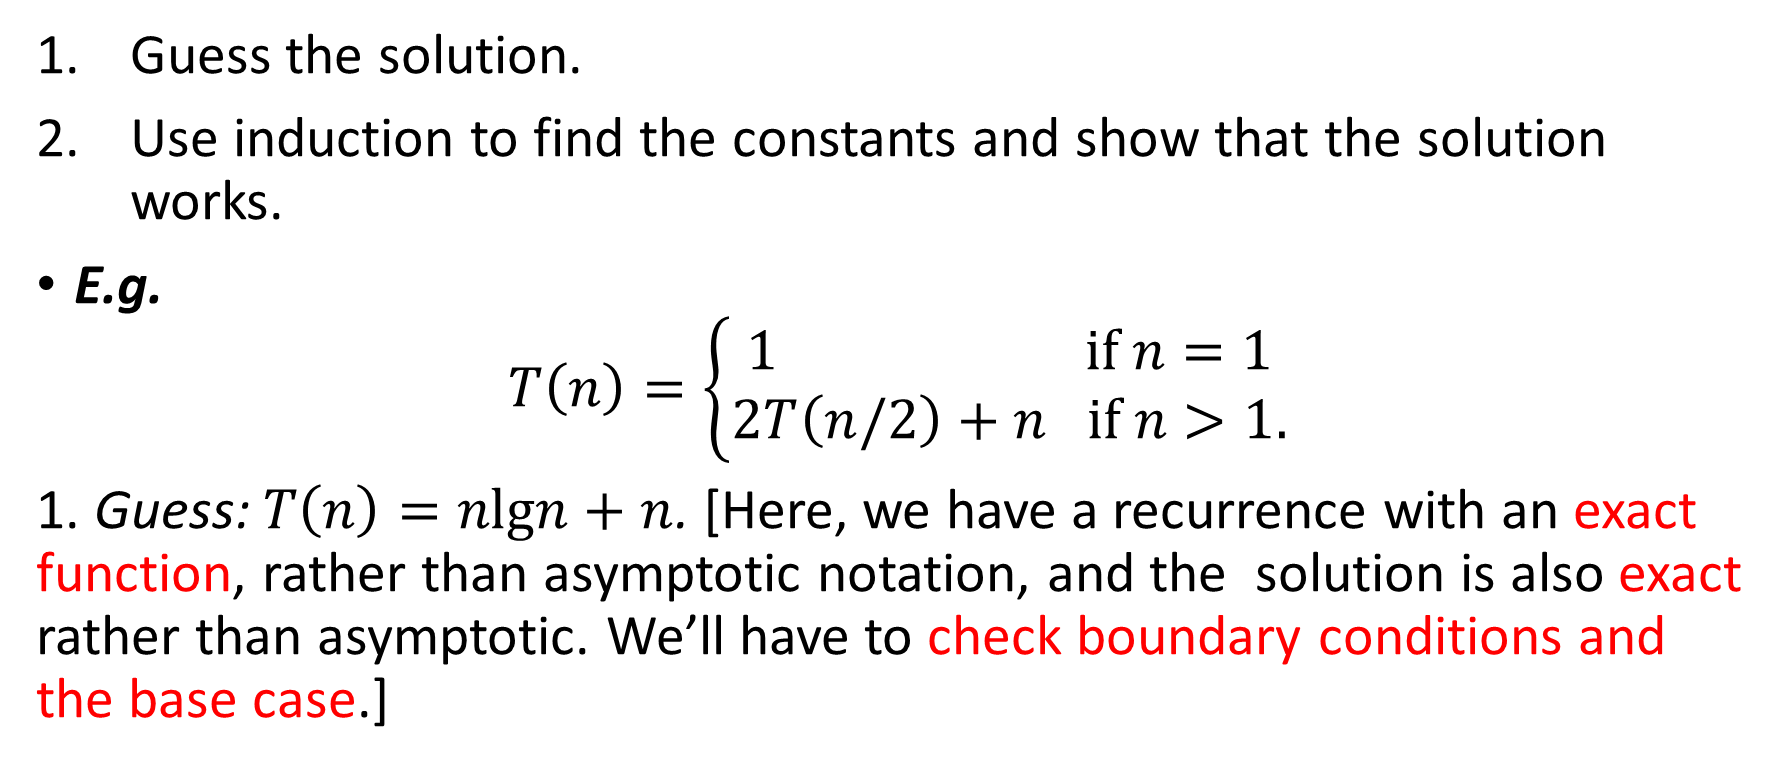 1. Guess the solution.
2. Use induction to find the constants and show that the solution
works.
• E.g.
T(n) = { 1 if n = 1
2T(n/2) + n if n > 1.
1. Guess: T(n) = nlgn + n. [Here, we have a recurrence with an exact
function, rather than asymptotic notation, and the solution is also exact
rather than asymptotic. We’ll have to check boundary conditions and
the base case.]